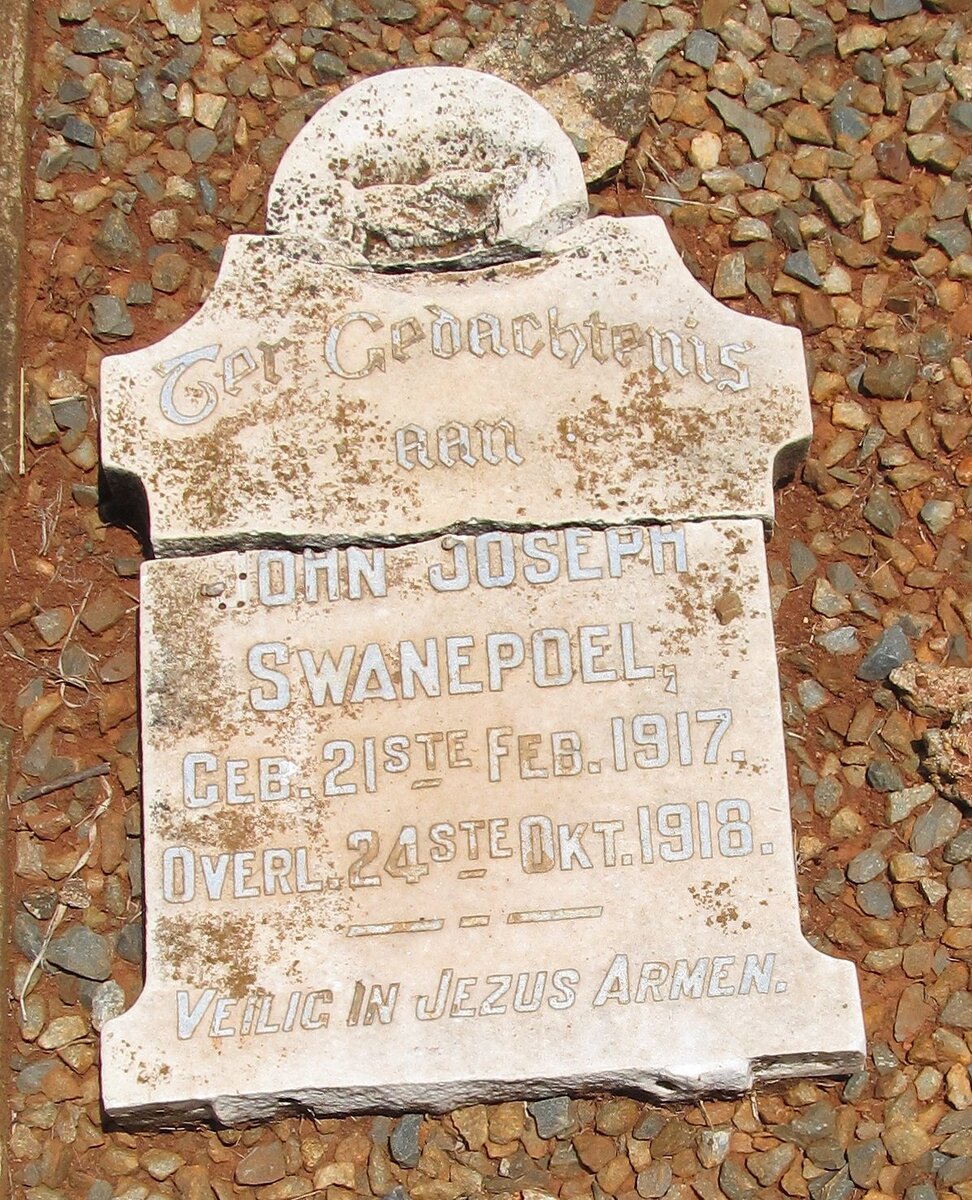 Ter Gedachtenis
aan
JOHN JOSEPH
SWANEPOEL,
GEB. 21STE FEB. 1917.
OVERL. 24STE OKT. 1918.
VEILIG IN JEZUS ARMEN.